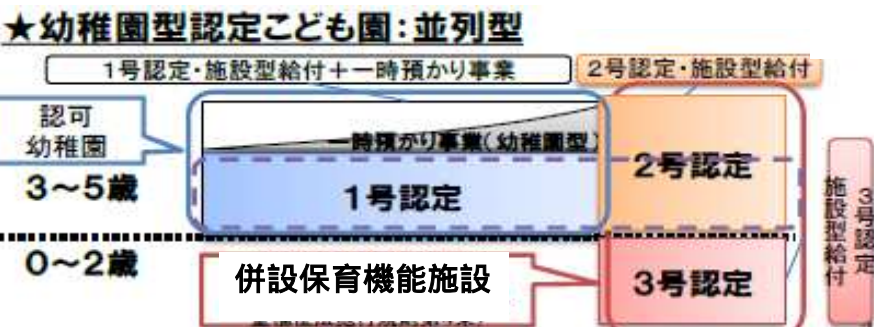 ★幼稚園型認定こども園：並列型
1号認定・施設型給付＋一時預かり事業
2号認定・施設型給付
認可
幼稚園
一時預かり事業（幼稚園型）
3～5歳
1号認定
2号認定
3号認定
施設型給付
0～2歳
併設保育機能施設
3号認定